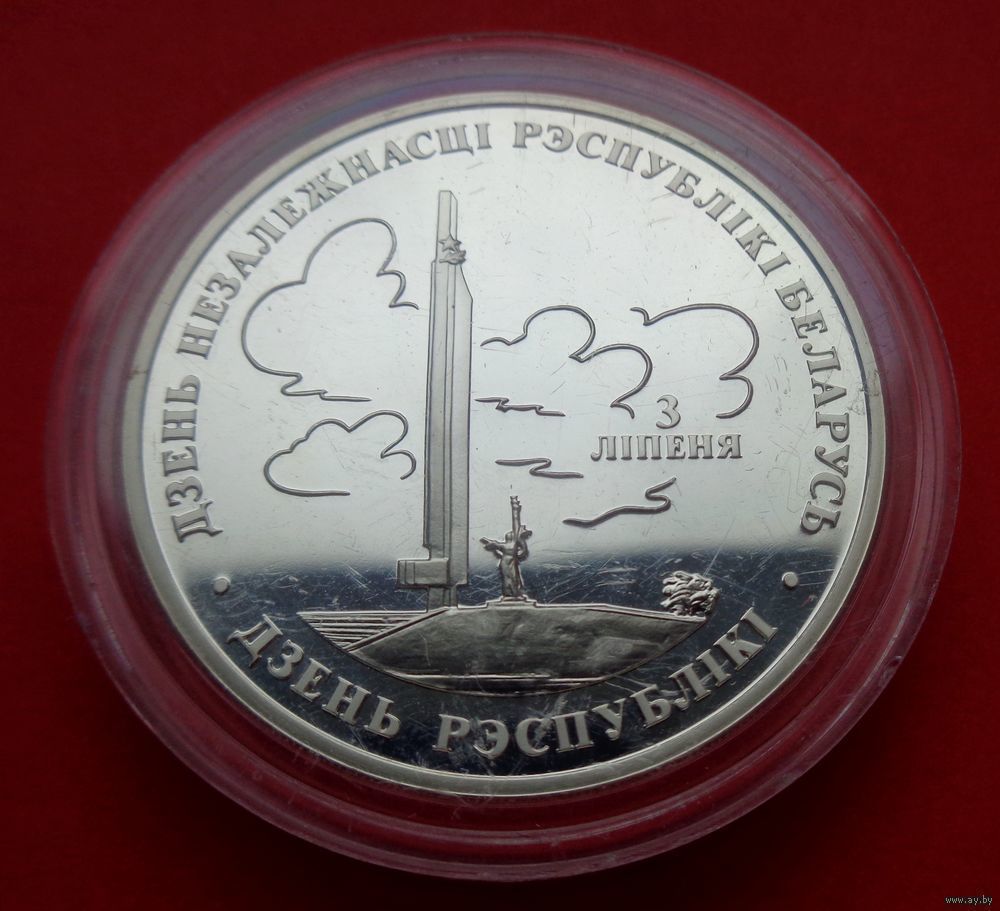 ДЗЕНЬ НЕЗАЛЕЖНАСЦІ РЭСПУБЛІКІ БЕЛАРУСЬ
3
ЛІПЕНЯ
ДЗЕНЬ РЭСПУБЛІКІ
www.ay.by